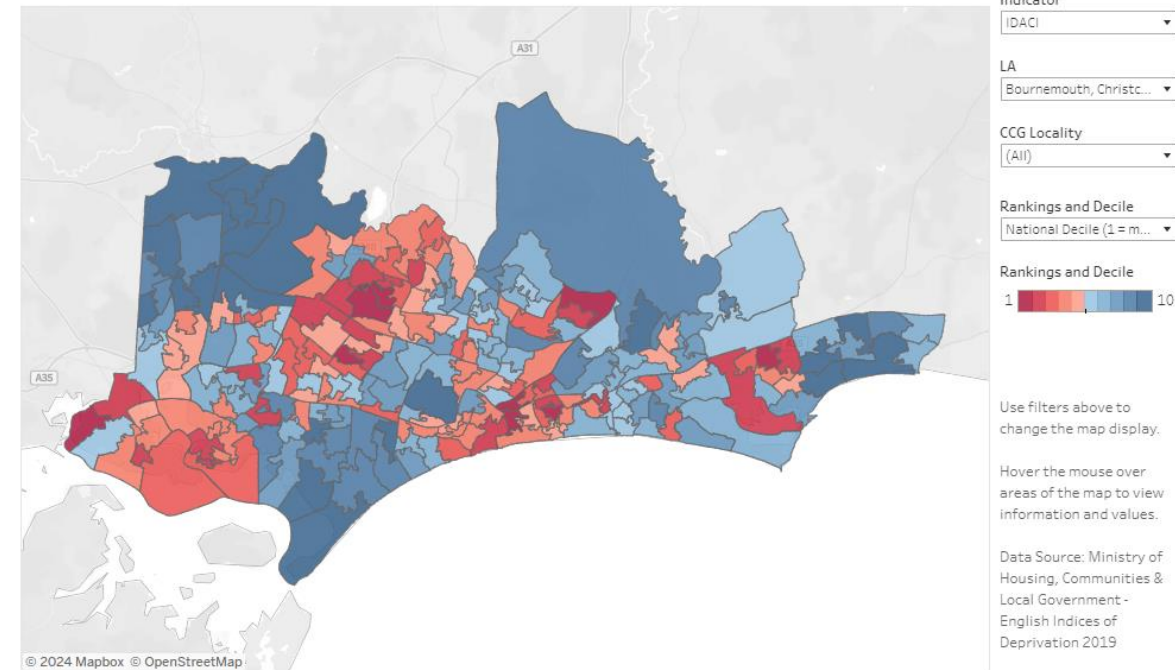 Indicator
IDACI
LA
Bournemouth, Christc...
CCG Locality
(All)
Rankings and Decile
National Decile (1 = m...
Rankings and Decile
1 10
Use filters above to
change the map display.
Hover the mouse over
areas of the map to view
information and values.
Data Source: Ministry of
Housing, Communities &
Local Government -
English Indices of
Deprivation 2019
A31
A35
© 2024 Mapbox © OpenStreetMap